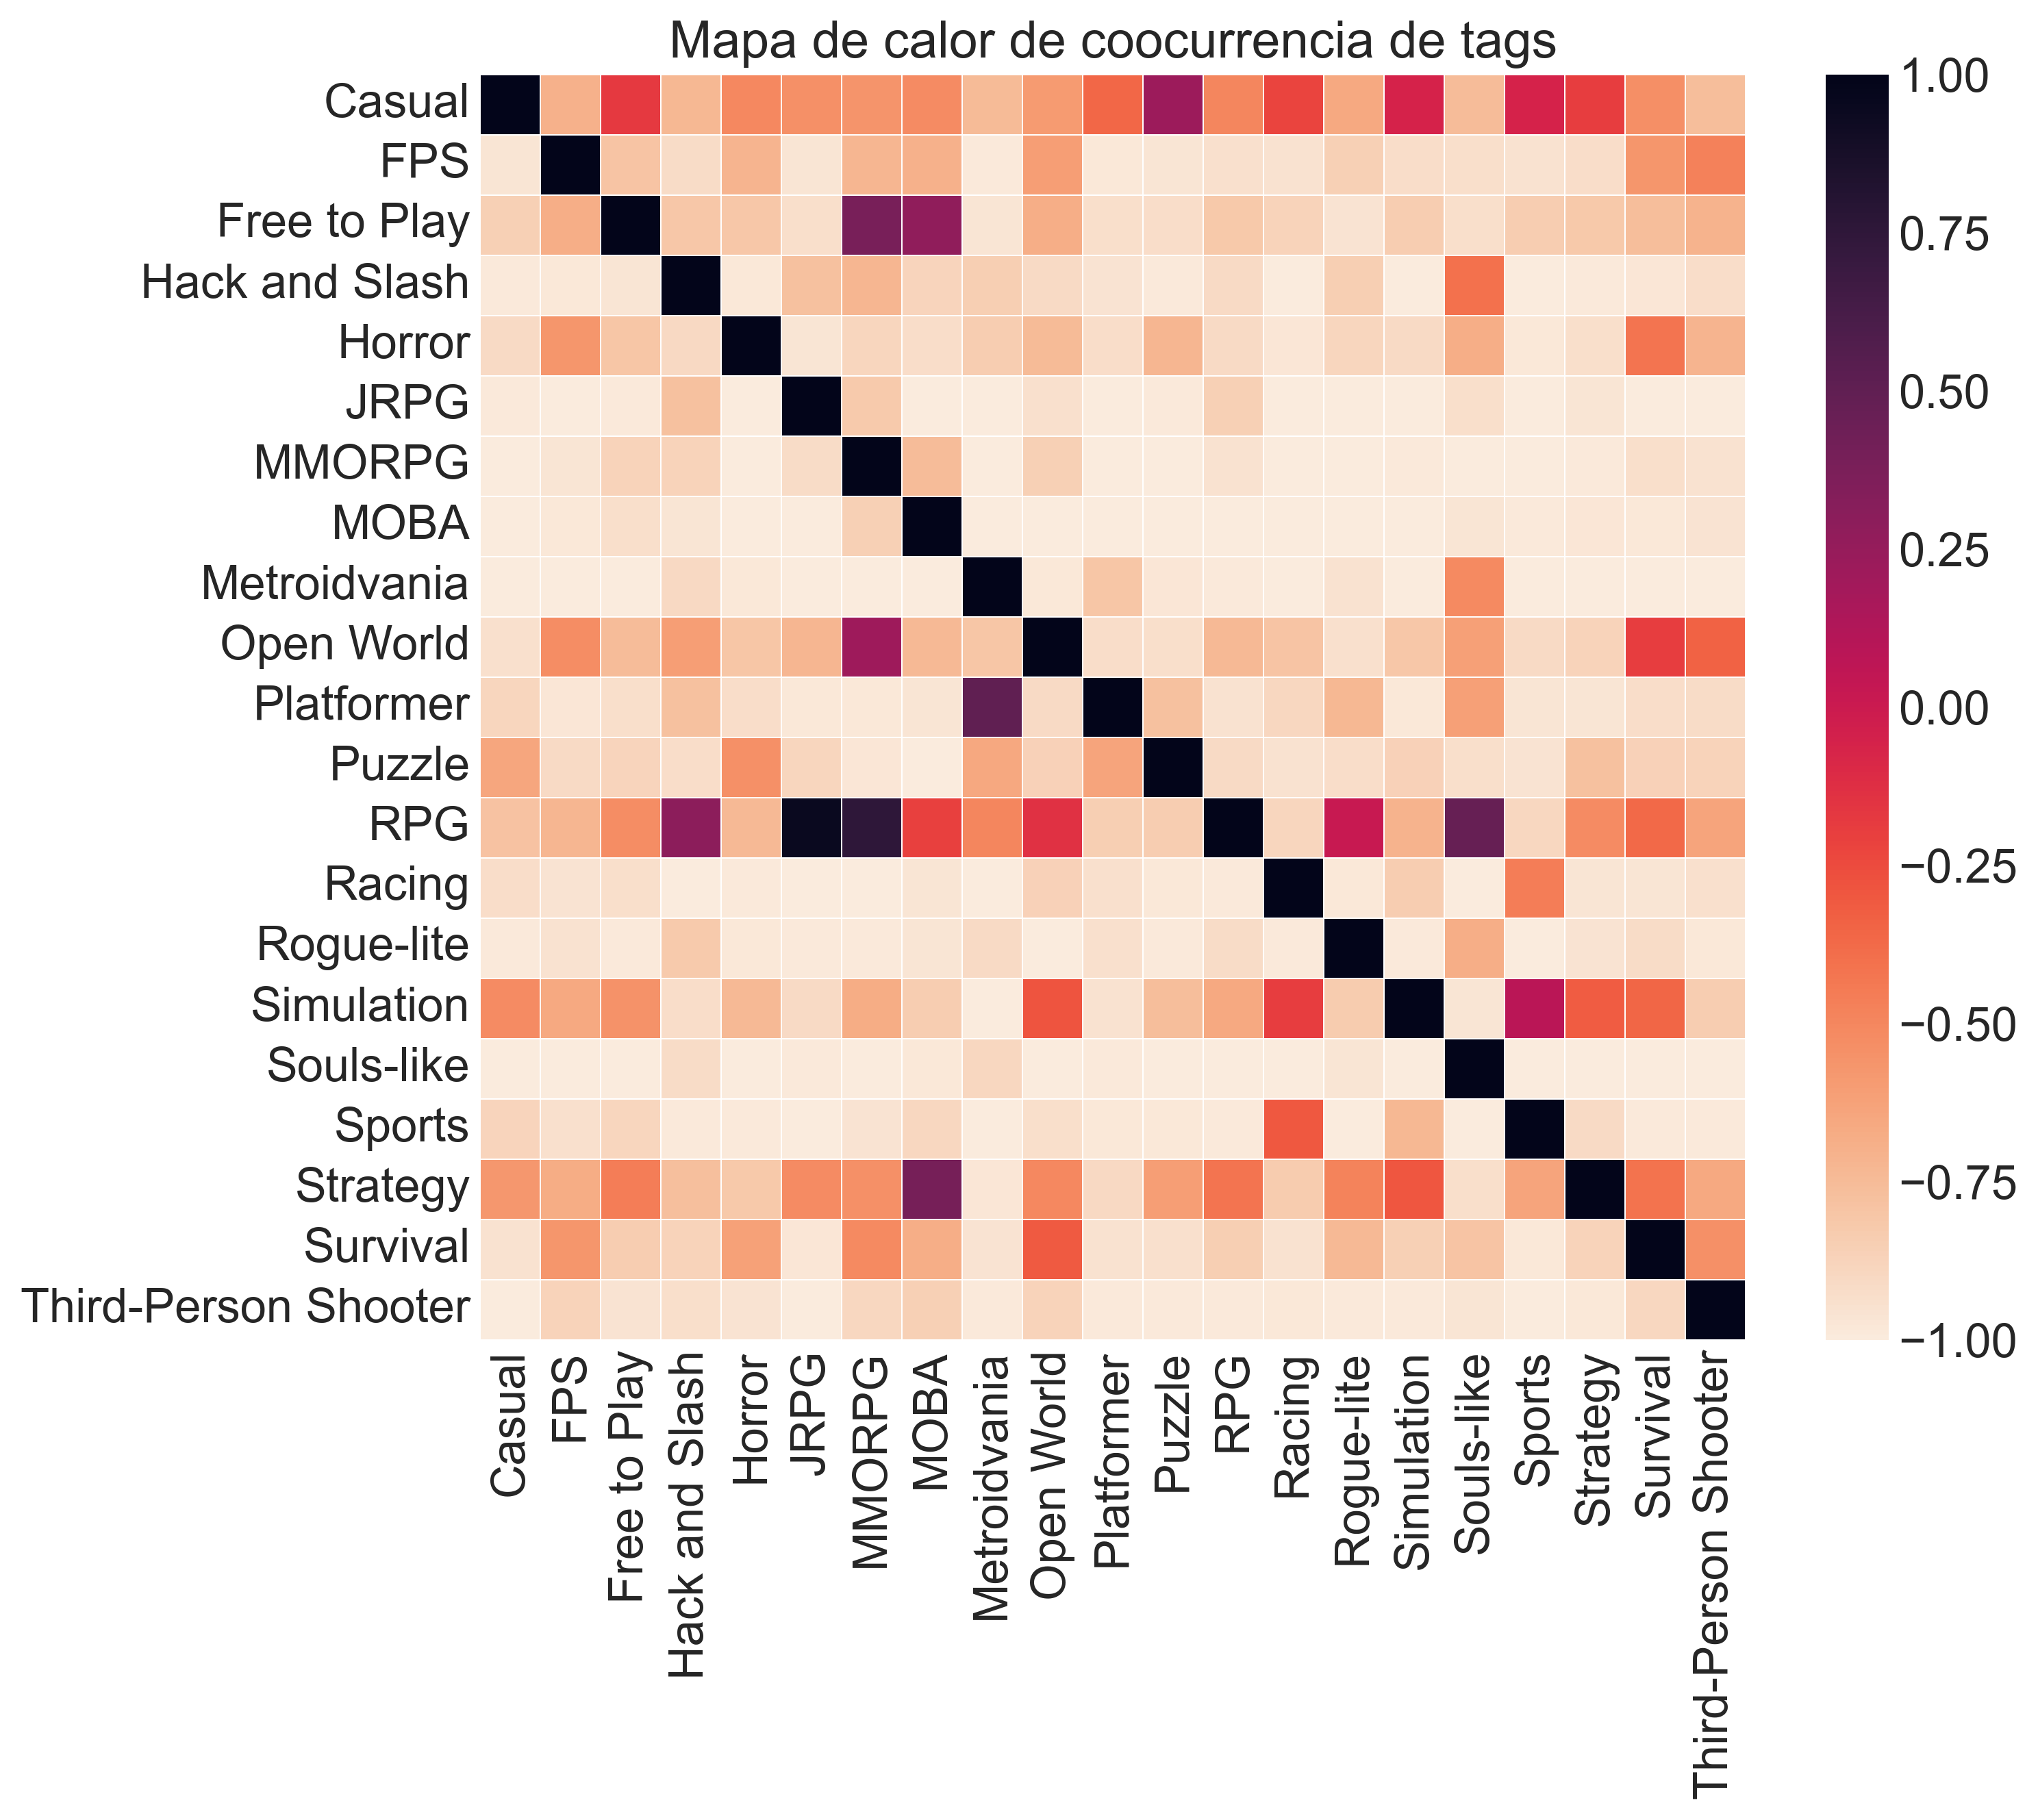 Mapa de calor de coocurrencia de tags
Casual
FPS
Free to Play
Hack and Slash
Horror
JRPG
MMORPG
MOBA
Metroidvania
Open World
Platformer
Puzzle
RPG
Racing
Rogue-lite
Simulation
Souls-like
Sports
Strategy
Survival
Third-Person Shooter
Casual
FPS
Free to Play
Hack and Slash
Horror
JRPG
MMORPG
MOBA
Metroidvania
Open World
Platformer
Puzzle
RPG
Racing
Rogue-lite
Simulation
Souls-like
Sports
Strategy
Survival
Third-Person Shooter
1.00
0.75
0.50
0.25
0.00
−0.25
−0.50
−0.75
−1.00